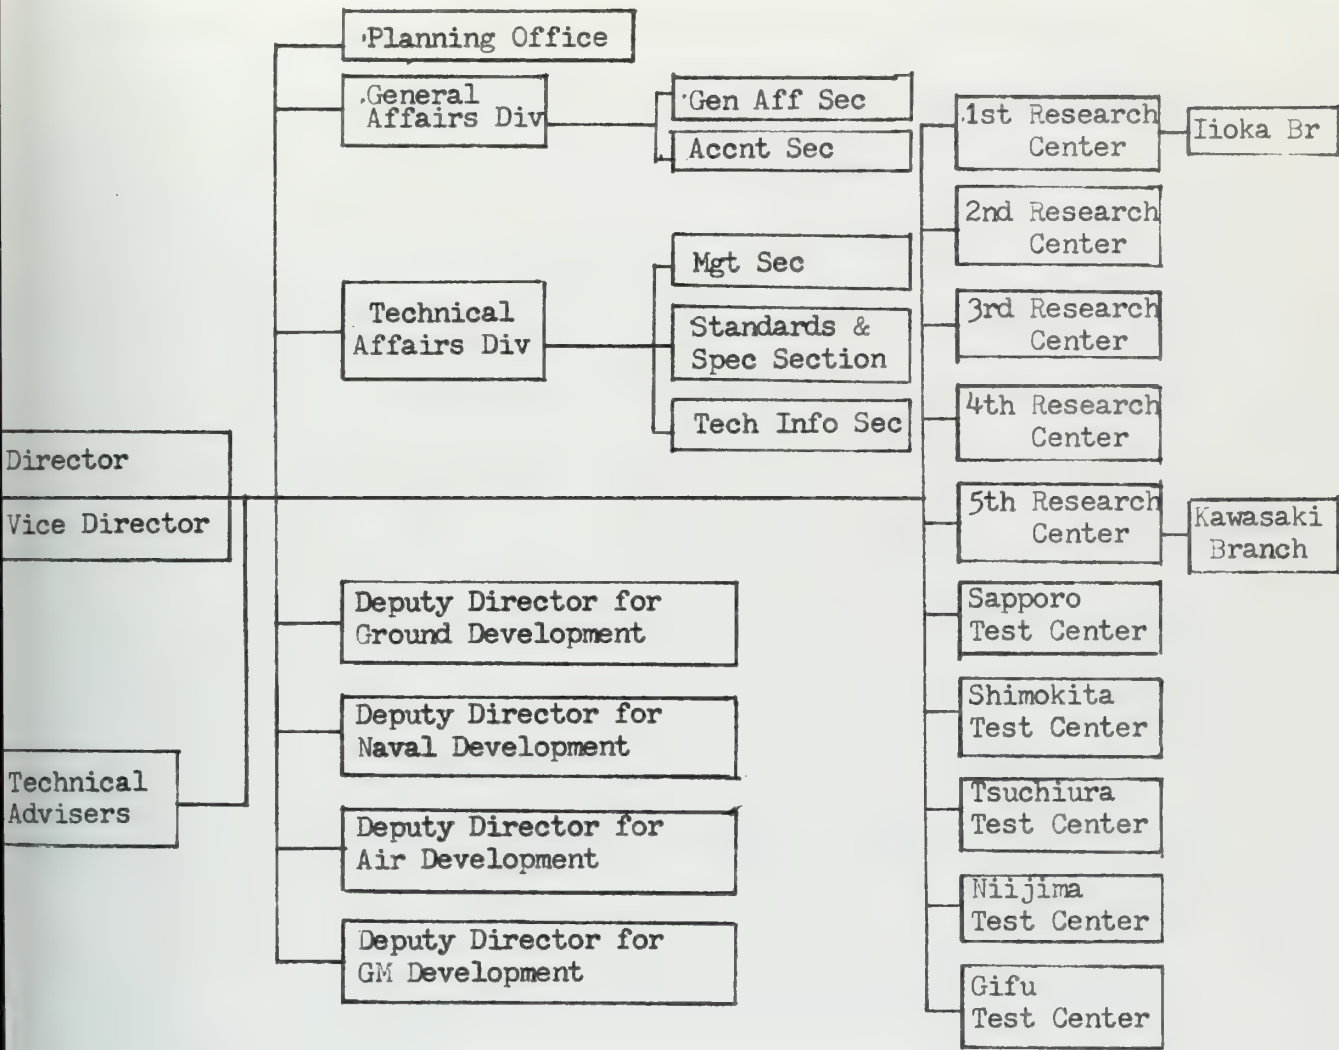 Planning Office
General
Affairs Div
Gen Aff Sec
Accnt Sec
Technical
Affairs Div
Mgt Sec
Standards &
Spec Section
Tech Info Sec
Director
Vice Director
Technical
Advisers
Deputy Director for
Ground Development
Deputy Director for
Naval Development
Deputy Director for
Air Development
Deputy Director for
GM Development
1st Research
Center
Iioka Br
2nd Research
Center
3rd Research
Center
4th Research
Center
5th Research
Center
Kawasaki
Branch
Sapporo
Test Center
Shimokita
Test Center
Tsuchiura
Test Center
Niijima
Test Center
Gifu
Test Center